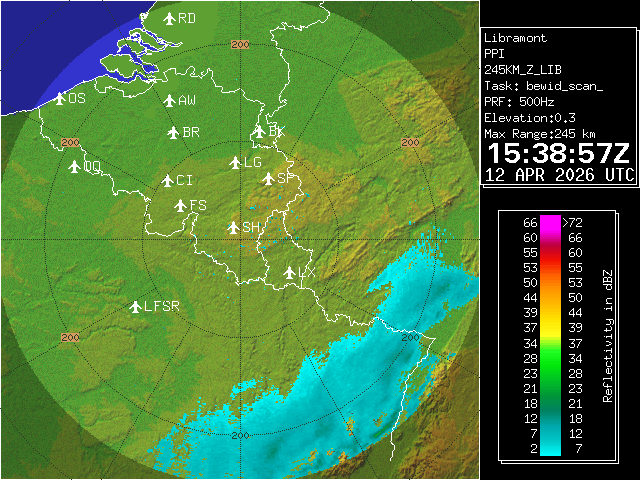 RD
200
OS
AW
BR
BK
200
200
OQ
LG
CI
SP
FS
SH
LX
LFSR
200
200
200
Libramont
PPI
245KM_Z_LIB
Task: bewid_scan_
PRF: 500Hz
Elevation:0.3
Max Range:245 km
15:38:57Z
12 APR 2026 UTC
66 >72
60 66
55 60
53 55
50 53
44 50
39 44
37 39
34 37
28 34
23 28
21 23
18 21
12 18
7 12
2 7
Reflectivity in dBZ